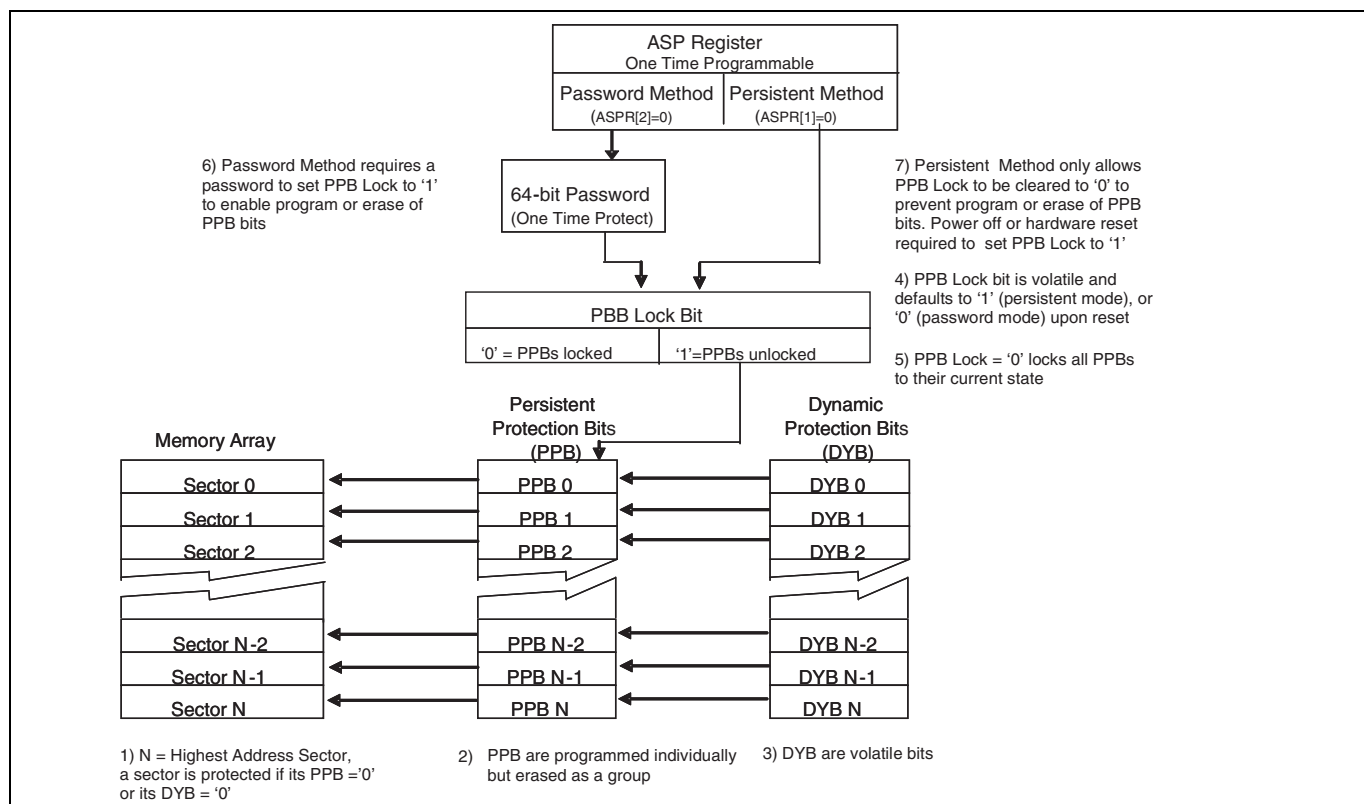 ASP Register
One Time Programmable
Password Method
(ASPR[2]=0)
Persistent Method
(ASPR[1]=0)
6) Password Method requires a
password to set PPB Lock to ‘1’
to enable program or erase of
PPB bits
64-bit Password
(One Time Protect)
7) Persistent Method only allows
PPB Lock to be cleared to ‘0’ to
prevent program or erase of PPB
bits. Power off or hardware reset
required to set PPB Lock to ‘1’
4) PPB Lock bit is volatile and
defaults to ‘1’ (persistent mode), or
‘0’ (password mode) upon reset
PBB Lock Bit
‘0’ = PPBs locked
‘1’=PPBs unlocked
5) PPB Lock = ‘0’ locks all PPBs
to their current state
Memory Array
Persistent
Protection Bits
(PPB)
Dynamic
Protection Bits
(DYB)
Sector 0
PPB 0
DYB 0
Sector 1
PPB 1
DYB 1
Sector 2
PPB 2
DYB 2
Sector N-2
PPB N-2
DYB N-2
Sector N-1
PPB N-1
DYB N-1
Sector N
PPB N
DYB N
1) N = Highest Address Sector,
a sector is protected if its PPB =‘0’
or its DYB = ‘0’
2) PPB are programmed individually
but erased as a group
3) DYB are volatile bits